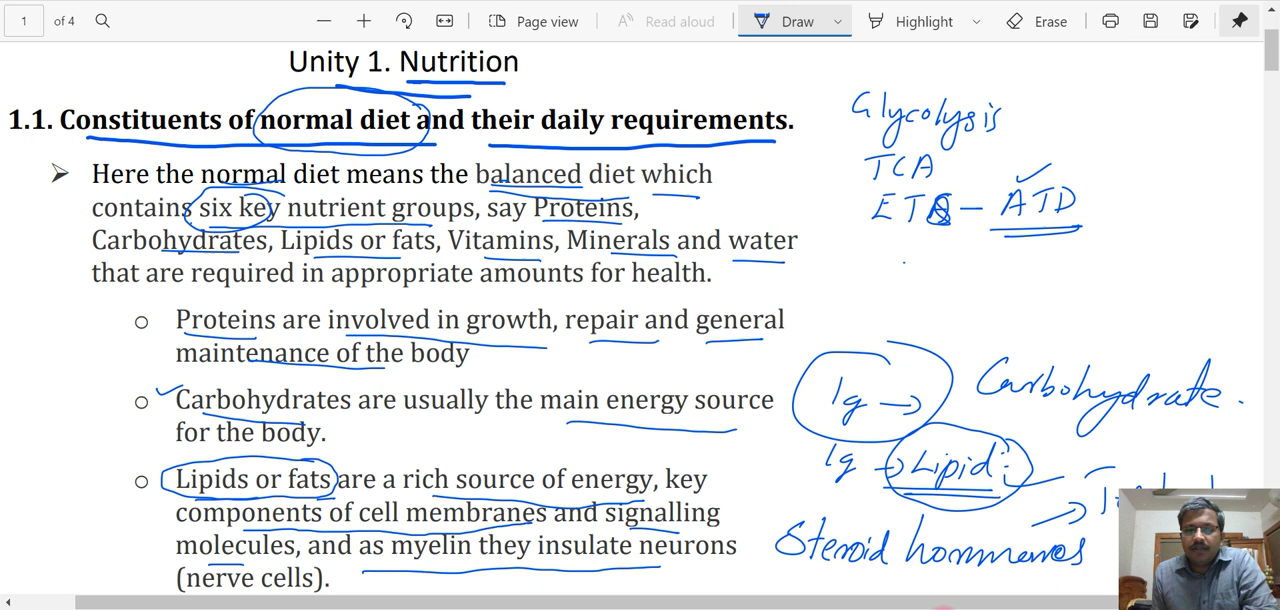 1 of 4 Page view Read aloud Draw Highlight Erase
Unity 1. Nutrition
1.1. Constituents of normal diet and their daily requirements.
Here the normal diet means the balanced diet which
contains six key nutrient groups, say Proteins,
Carbohydrates, Lipids or fats, Vitamins, Minerals and water
that are required in appropriate amounts for health.
Proteins are involved in growth, repair and general
maintenance of the body
Carbohydrates are usually the main energy source
for the body.
Lipids or fats are a rich source of energy, key
components of cell membranes and signalling
molecules, and as myelin they insulate neurons
(nerve cells).
Glycolysis
TCA
– ATD
1g → Carbohydrate.
1g → Lipid
Steroid hormones